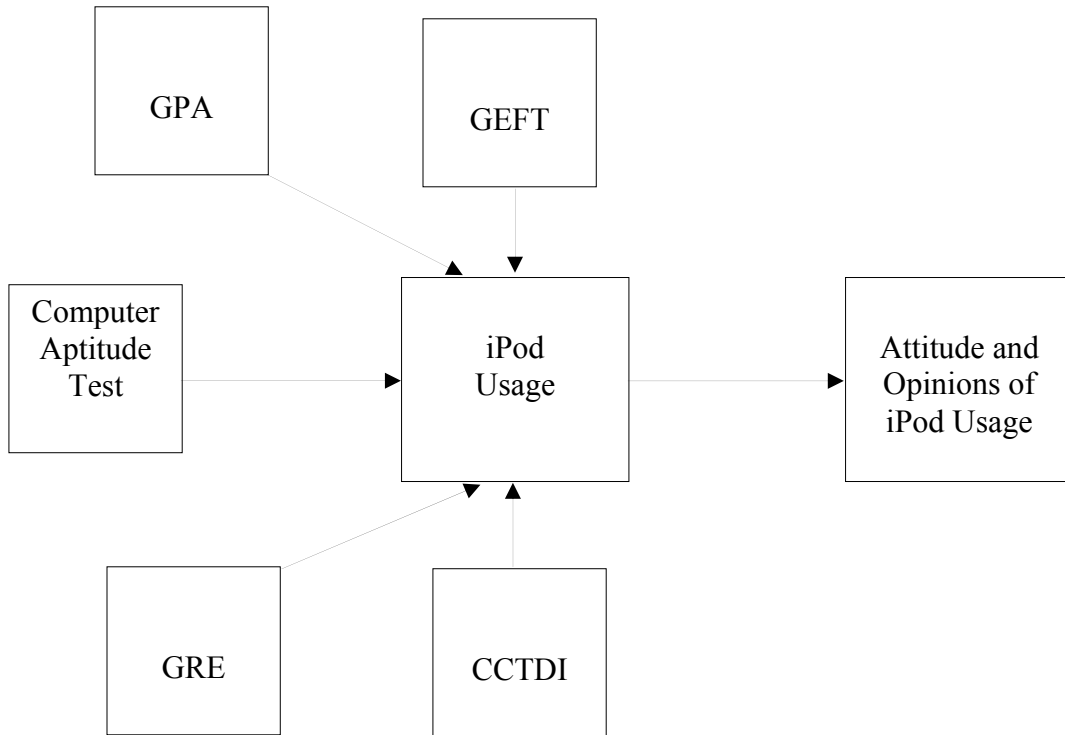 GPA
GEFT
Computer
Aptitude
Test
iPod
Usage
Attitude and
Opinions of
iPod Usage
GRE
CCTDI